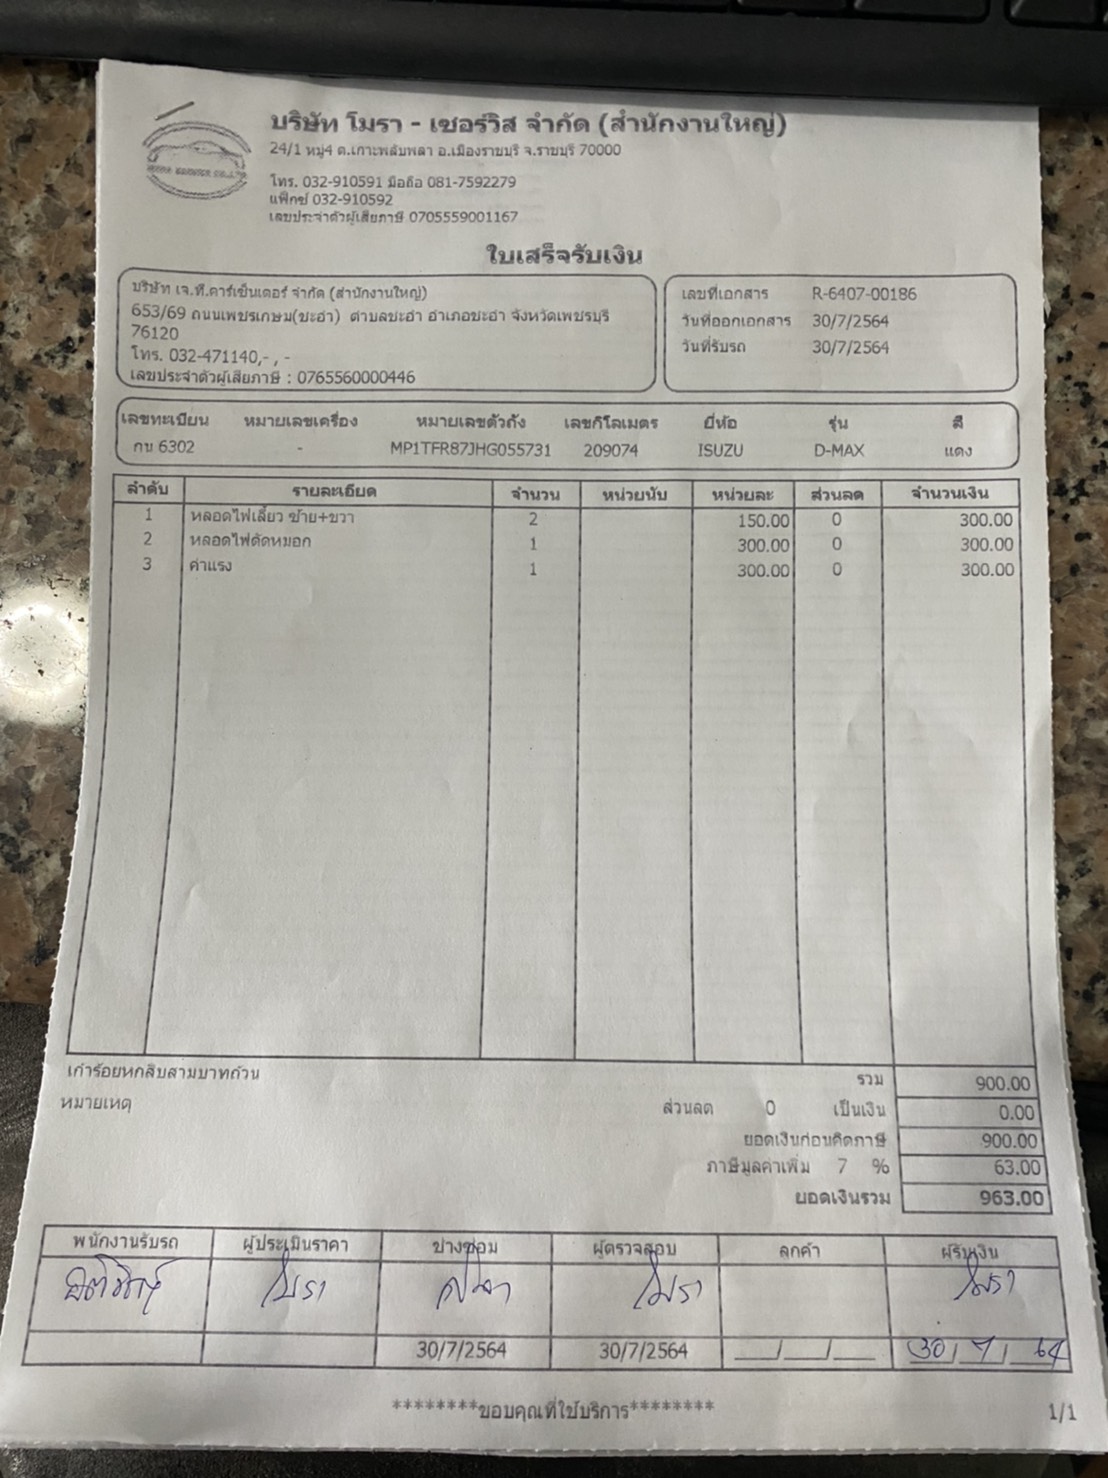 บริษัท โมรา - เซอร์วิส จำกัด (สำนักงานใหญ่)
24/1 หมู่4 ต.เกาะพลับพลา อ.เมืองราชบุรี จ.ราชบุรี 70000
โทร. 032-910591 มือถือ 081-7592279
แฟ็กซ์ 032-910592
เลขประจำตัวผู้เสียภาษี 0705559001167
ใบเสร็จรับเงิน
บริษัท เจ.ที.คาร์เซ็นเตอร์ จำกัด (สำนักงานใหญ่)
653/69 ถนนเพชรเกษม(ชะอำ) ตำบลชะอำ อำเภอชะอำ จังหวัดเพชรบุรี
76120
โทร. 032-471140,- , -
เลขประจำตัวผู้เสียภาษี : 0765560000446
เลขที่เอกสาร R-6407-00186
วันที่ออกเอกสาร 30/7/2564
วันที่รับรถ 30/7/2564
เลขทะเบียน หมายเลขเครื่อง หมายเลขตัวถัง เลขกิโลเมตร ยี่ห้อ รุ่น สี
กบ 6302 - MP1TFR87JHG055731 209074 ISUZU D-MAX แดง
ลำดับ รายละเอียด จำนวน หน่วยนับ หน่วยละ ส่วนลด จำนวนเงิน
1 หลอดไฟเลี้ยว ซ้าย+ขวา 2 150.00 0 300.00
2 หลอดไฟตัดหมอก 1 300.00 0 300.00
3 ค่าแรง 1 300.00 0 300.00
เก้าร้อยหกสิบสามบาทถ้วน
รวม 900.00
หมายเหตุ
ส่วนลด 0 เป็นเงิน 0.00
ยอดเงินก่อนคิดภาษี 900.00
ภาษีมูลค่าเพิ่ม 7 % 63.00
ยอดเงินรวม 963.00
พนักงานรับรถ ผู้ประเมินราคา ช่างซ่อม ผู้ตรวจสอบ ลูกค้า ผู้รับเงิน
โมรา โมรา โมรา
30/7/2564 30/7/2564 __/__/__ 30/7/64
********ขอบคุณที่ใช้บริการ********
1/1